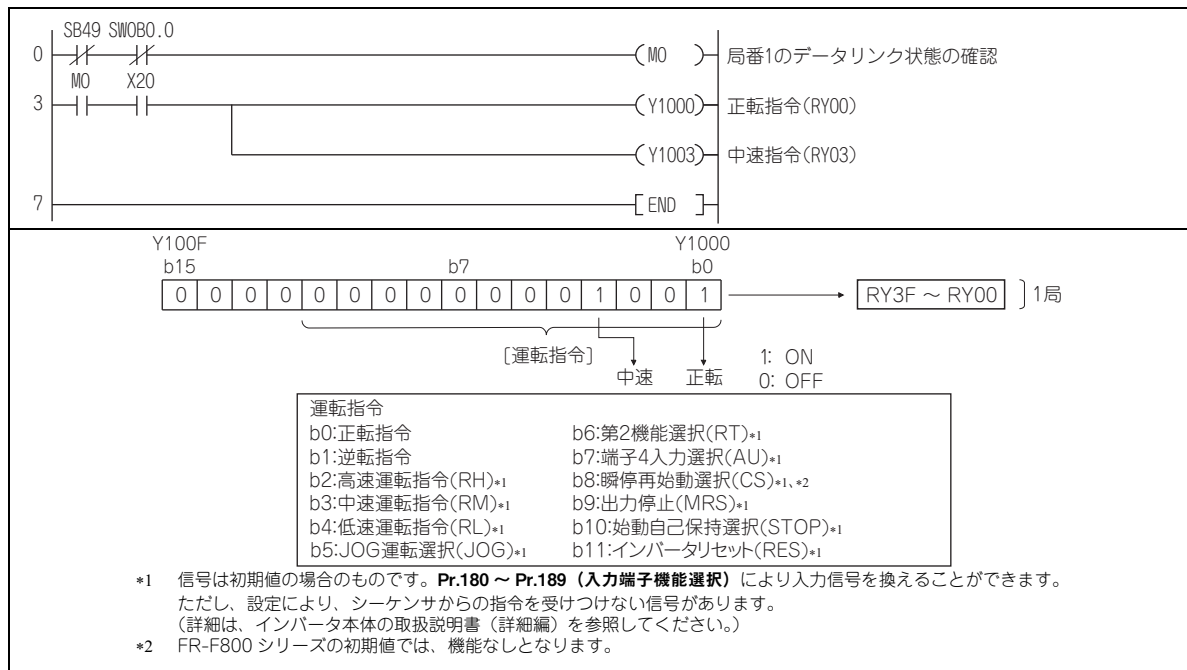 SB49 SW0B0.0
0 M0 局番1のデータリンク状態の確認
M0 X20
3 Y1000 正転指令(RY00)
Y1003 中速指令(RY03)
7 END
Y100F Y1000
b15 b7 b0
0 0 0 0 0 0 0 0 0 0 0 0 1 0 0 1 RY3F ～ RY00 1局
[運転指令] 1: ON
中速 正転 0: OFF
運転指令
b0:正転指令 b6:第2機能選択(RT)*1
b1:逆転指令 b7:端子4入力選択(AU)*1
b2:高速運転指令(RH)*1 b8:瞬停再始動選択(CS)*1、*2
b3:中速運転指令(RM)*1 b9:出力停止(MRS)*1
b4:低速運転指令(RL)*1 b10:始動自己保持選択(STOP)*1
b5:JOG運転選択(JOG)*1 b11:インバータリセット(RES)*1
*1 信号は初期値の場合のものです。Pr.180 ～ Pr.189（入力端子機能選択）により入力信号を換えることができます。
ただし、設定により、シーケンサからの指令を受けつけない信号があります。
（詳細は、インバータ本体の取扱説明書（詳細編）を参照してください。）
*2 FR-F800 シリーズの初期値では、機能なしとなります。